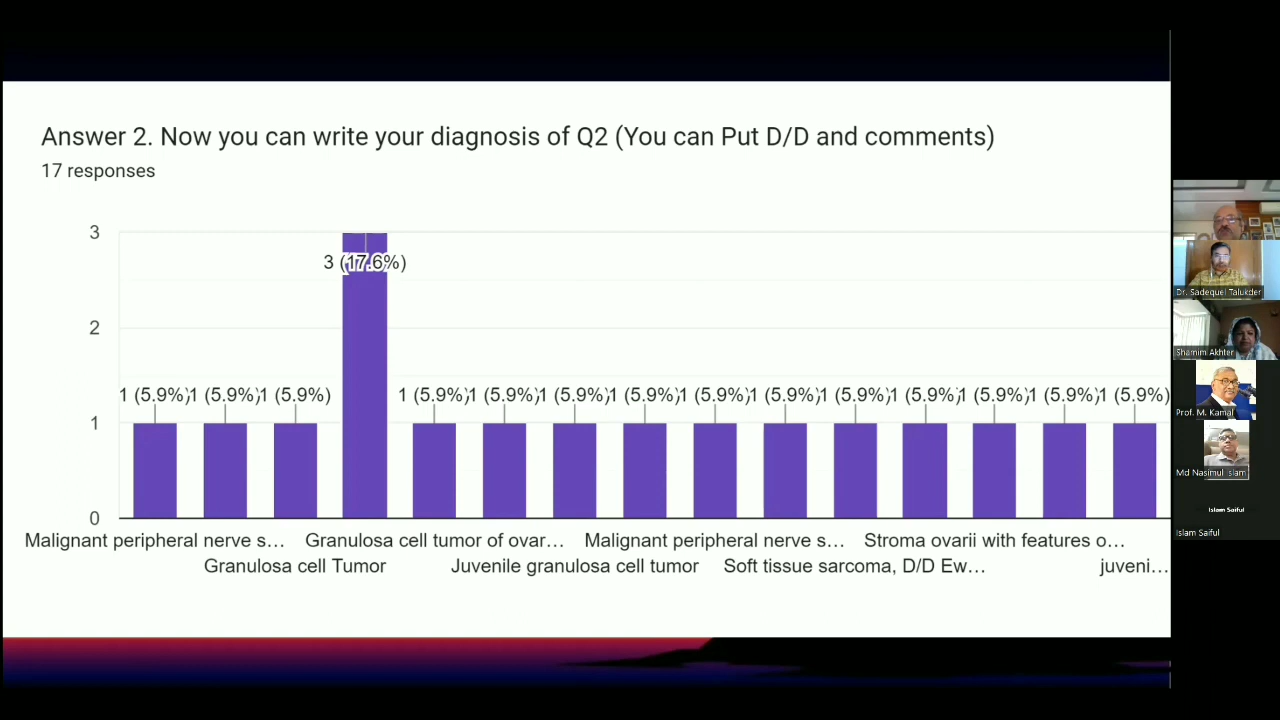 Answer 2. Now you can write your diagnosis of Q2 (You can Put D/D and comments)
17 responses
3
3 (17.6%)
2
1 (5.9%) 1 (5.9%) 1 (5.9%) 1 (5.9%) 1 (5.9%) 1 (5.9%) 1 (5.9%) 1 (5.9%) 1 (5.9%) 1 (5.9%) 1 (5.9%) 1 (5.9%) 1 (5.9%) 1 (5.9%)
1
0
Malignant peripheral nerve s... Granulosa cell tumor of ovar... Malignant peripheral nerve s... Stroma ovarii with features o...
Granulosa cell Tumor Juvenile granulosa cell tumor Soft tissue sarcoma, D/D Ew... juveni...
Dr. Sadequel Talukder
Shamim Akhter
Prof. M. Kamal
Md Nasimul Islam
Islam Saiful
Islam Saiful